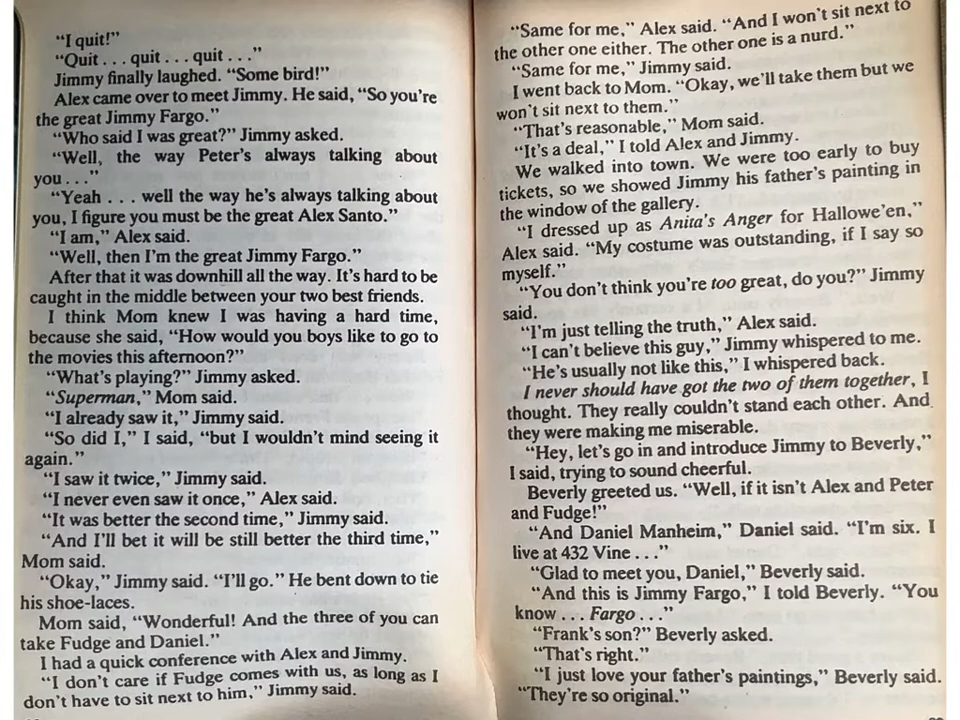 “I quit!”
“Quit . . . quit . . . quit . . .”
Jimmy finally laughed. “Some bird!”
Alex came over to meet Jimmy. He said, “So you’re
the great Jimmy Fargo.”
“Who said I was great?” Jimmy asked.
“Well, the way Peter’s always talking about
you . . .”
“Yeah . . . well the way he’s always talking about
you, I figure you must be the great Alex Santo.”
“I am,” Alex said.
“Well, then I’m the great Jimmy Fargo.”
After that it was downhill all the way. It’s hard to be
caught in the middle between your two best friends.
I think Mom knew I was having a hard time,
because she said, “How would you boys like to go to
the movies this afternoon?”
“What’s playing?” Jimmy asked.
“Superman,” Mom said.
“I already saw it,” Jimmy said.
“So did I,” I said, “but I wouldn’t mind seeing it
again.”
“I saw it twice,” Jimmy said.
“I never even saw it once,” Alex said.
“It was better the second time,” Jimmy said.
“And I’ll bet it will be still better the third time,”
Mom said.
“Okay,” Jimmy said. “I’ll go.” He bent down to tie
his shoe-laces.
Mom said, “Wonderful! And the three of you can
take Fudge and Daniel.”
I had a quick conference with Alex and Jimmy.
“I don’t care if Fudge comes with us, as long as I
don’t have to sit next to him,” Jimmy said.
“Same for me,” Alex said. “And I won’t sit next to
the other one either. The other one is a nurd.”
“Same for me,” Jimmy said.
I went back to Mom. “Okay, we’ll take them but we
won’t sit next to them.”
“That’s reasonable,” Mom said.
“It’s a deal,” I told Alex and Jimmy.
We walked into town. We were too early to buy
tickets, so we showed Jimmy his father’s painting in
the window of the gallery.
“I dressed up as Anita’s Anger for Hallowe’en,”
Alex said. “My costume was outstanding, if I say so
myself.”
“You don’t think you’re too great, do you?” Jimmy
said.
“I’m just telling the truth,” Alex said.
“I can’t believe this guy,” Jimmy whispered to me.
“He’s usually not like this,” I whispered back.
I never should have got the two of them together, I
thought. They really couldn’t stand each other. And
they were making me miserable.
“Hey, let’s go in and introduce Jimmy to Beverly,”
I said, trying to sound cheerful.
Beverly greeted us. “Well, if it isn’t Alex and Peter
and Fudge!”
“And Daniel Manheim,” Daniel said. “I’m six. I
live at 432 Vine . . .”
“Glad to meet you, Daniel,” Beverly said.
“And this is Jimmy Fargo,” I told Beverly. “You
know . . . Fargo . . .”
“Frank’s son?” Beverly asked.
“That’s right.”
“I just love your father’s paintings,” Beverly said.
“They’re so original.”